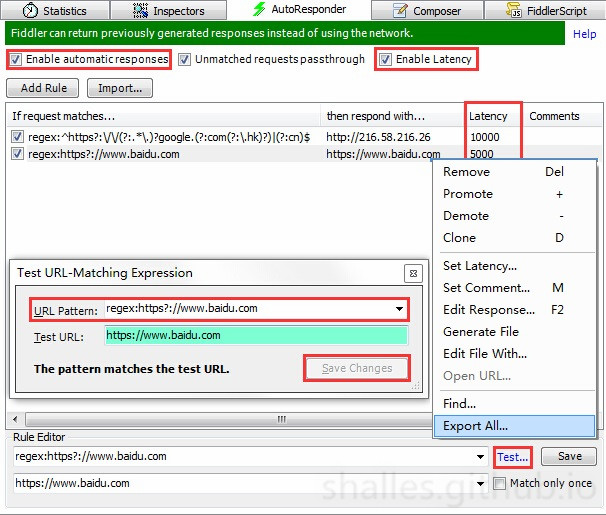 Statistics Inspectors AutoResponder Composer FiddlerScript
Fiddler can return previously generated responses instead of using the network. Help
Enable automatic responses Unmatched requests passthrough Enable Latency
Add Rule Import...
If request matches... then respond with... Latency Comments
regex:^https?:\/\/(?:.*\.)?google.(?:com(?:\.hk)?)|(?:cn)$ http://216.58.216.26 10000
regex:https?://www.baidu.com https://www.baidu.com 5000
Remove Del
Promote +
Demote -
Clone D
Set Latency...
Set Comment... M
Edit Response... F2
Generate File
Edit File With...
Open URL...
Find...
Export All...
Test URL-Matching Expression
URL Pattern: regex:https?://www.baidu.com
Test URL: https://www.baidu.com
The pattern matches the test URL. Save Changes
Rule Editor
regex:https?://www.baidu.com Test... Save
https://www.baidu.com Match only once
shalles.github.io